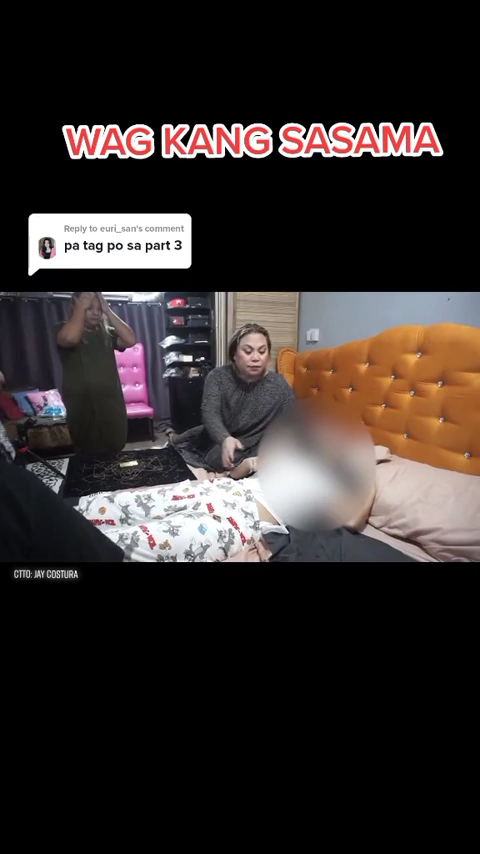 WAG KANG SASAMA
Reply to euri_san's comment
pa tag po sa part 3
CTTO: JAY COSTURA